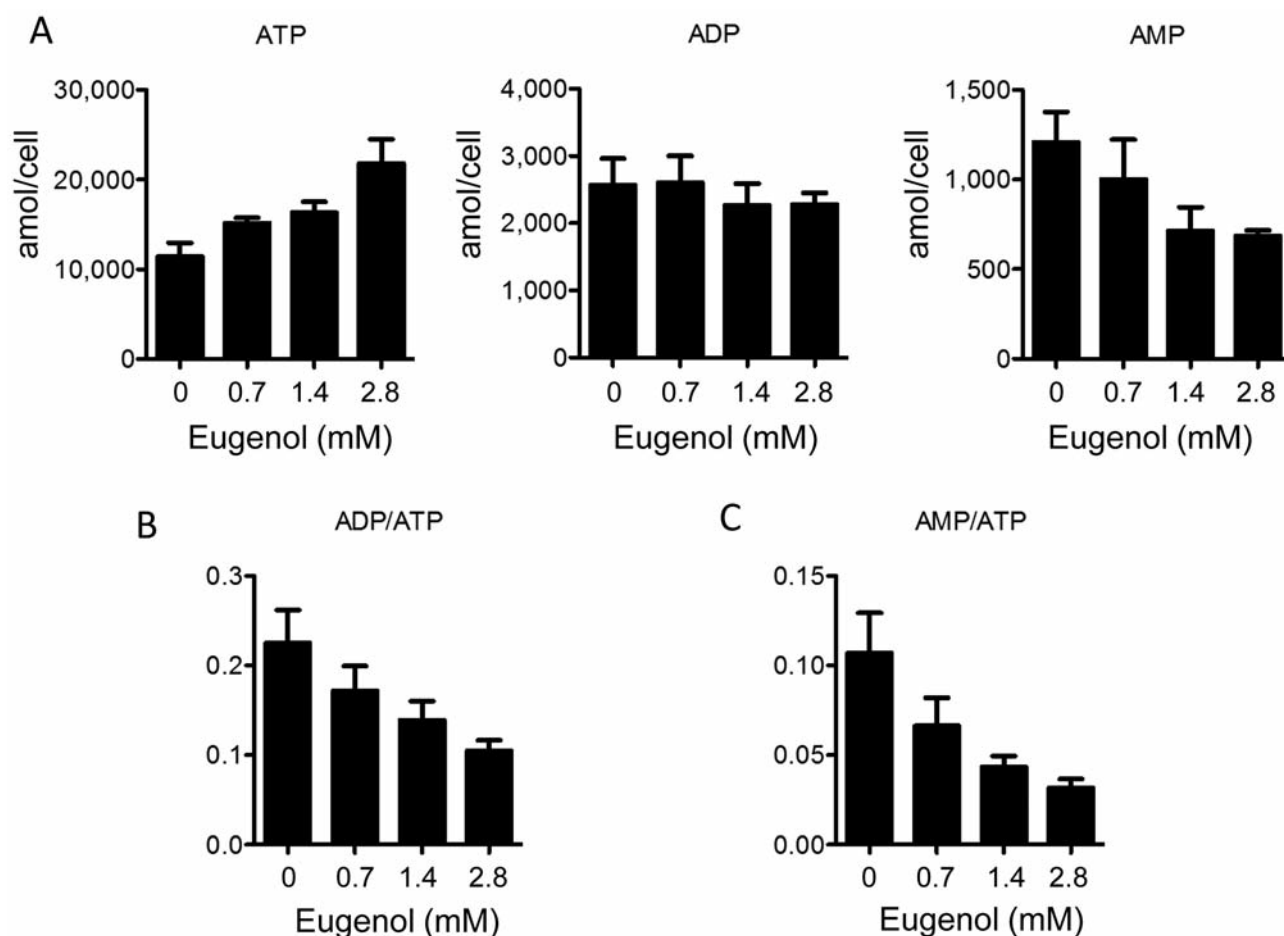 A
ATP
ADP
AMP
30,000
20,000
10,000
0
amol/cell
0 0.7 1.4 2.8
Eugenol (mM)
4,000
3,000
2,000
1,000
0
amol/cell
0 0.7 1.4 2.8
Eugenol (mM)
1,500
1,000
500
0
amol/cell
0 0.7 1.4 2.8
Eugenol (mM)
B
ADP/ATP
0.3
0.2
0.1
0.0
0 0.7 1.4 2.8
Eugenol (mM)
C
AMP/ATP
0.15
0.10
0.05
0.00
0 0.7 1.4 2.8
Eugenol (mM)